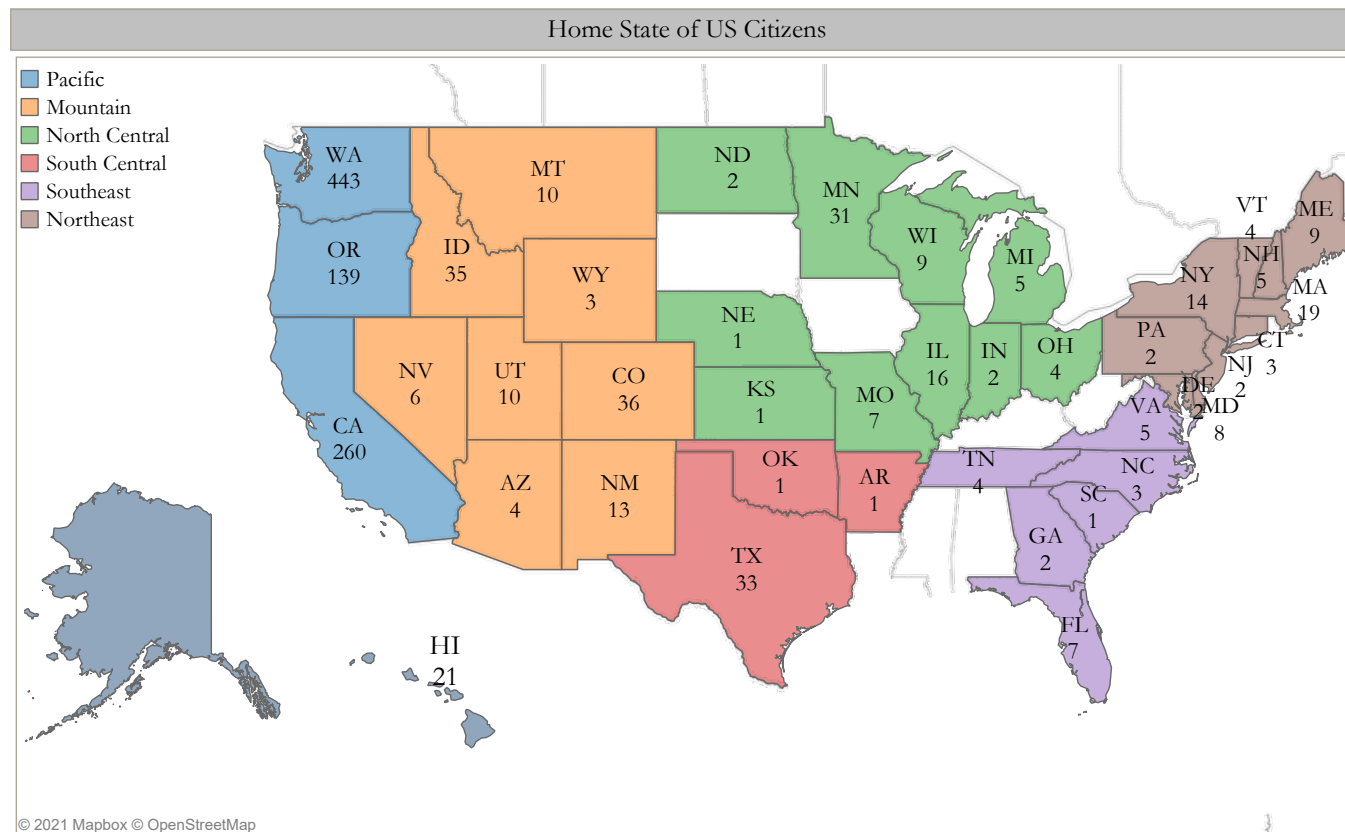 Home State of US Citizens
Pacific
Mountain
North Central
South Central
Southeast
Northeast
WA
443
OR
139
CA
260
HI
21
MT
10
ID
35
WY
3
NV
6
UT
10
CO
36
AZ
4
NM
13
ND
2
MN
31
WI
9
MI
5
NE
1
KS
1
IL
16
IN
2
OH
4
MO
7
OK
1
AR
1
TX
33
TN
4
VA
5
NC
3
SC
1
GA
2
FL
7
VT
4
ME
9
NH
5
NY
14
MA
19
PA
2
CT
3
NJ
2
DE
2
MD
8
© 2021 Mapbox © OpenStreetMap